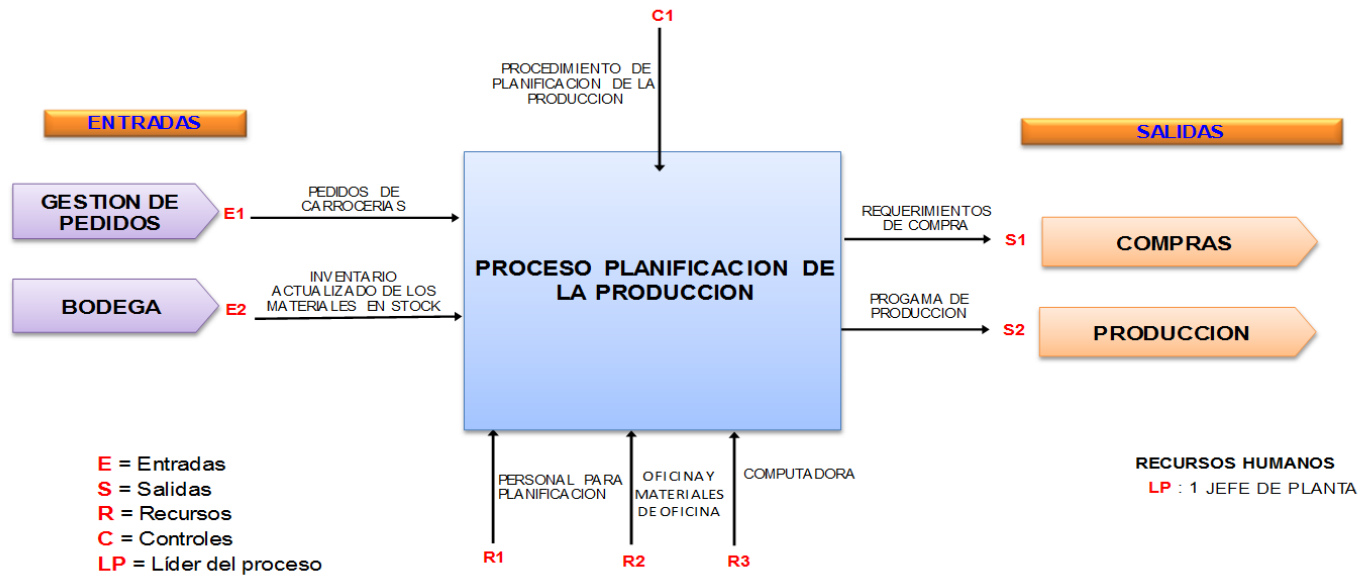 C1
PROCEDIMIENTO DE
PLANIFICACION DE LA
PRODUCCION
ENTRADAS
SALIDAS
GESTION DE
PEDIDOS
E1
PEDIDOS DE
CARROCERIAS
BODEGA
E2
INVENTARIO
ACTUALIZADO DE LOS
MATERIALES EN STOCK
PROCESO PLANIFICACION DE
LA PRODUCCION
REQUERIMIENTOS
DE COMPRA
S1
COMPRAS
PROGAMA DE
PRODUCCION
S2
PRODUCCION
E = Entradas
S = Salidas
R = Recursos
C = Controles
LP = Líder del proceso
PERSONAL PARA
PLANIFICACION
R1
OFICINA Y
MATERIALES
DE OFICINA
R2
COMPUTADORA
R3
RECURSOS HUMANOS
LP : 1 JEFE DE PLANTA